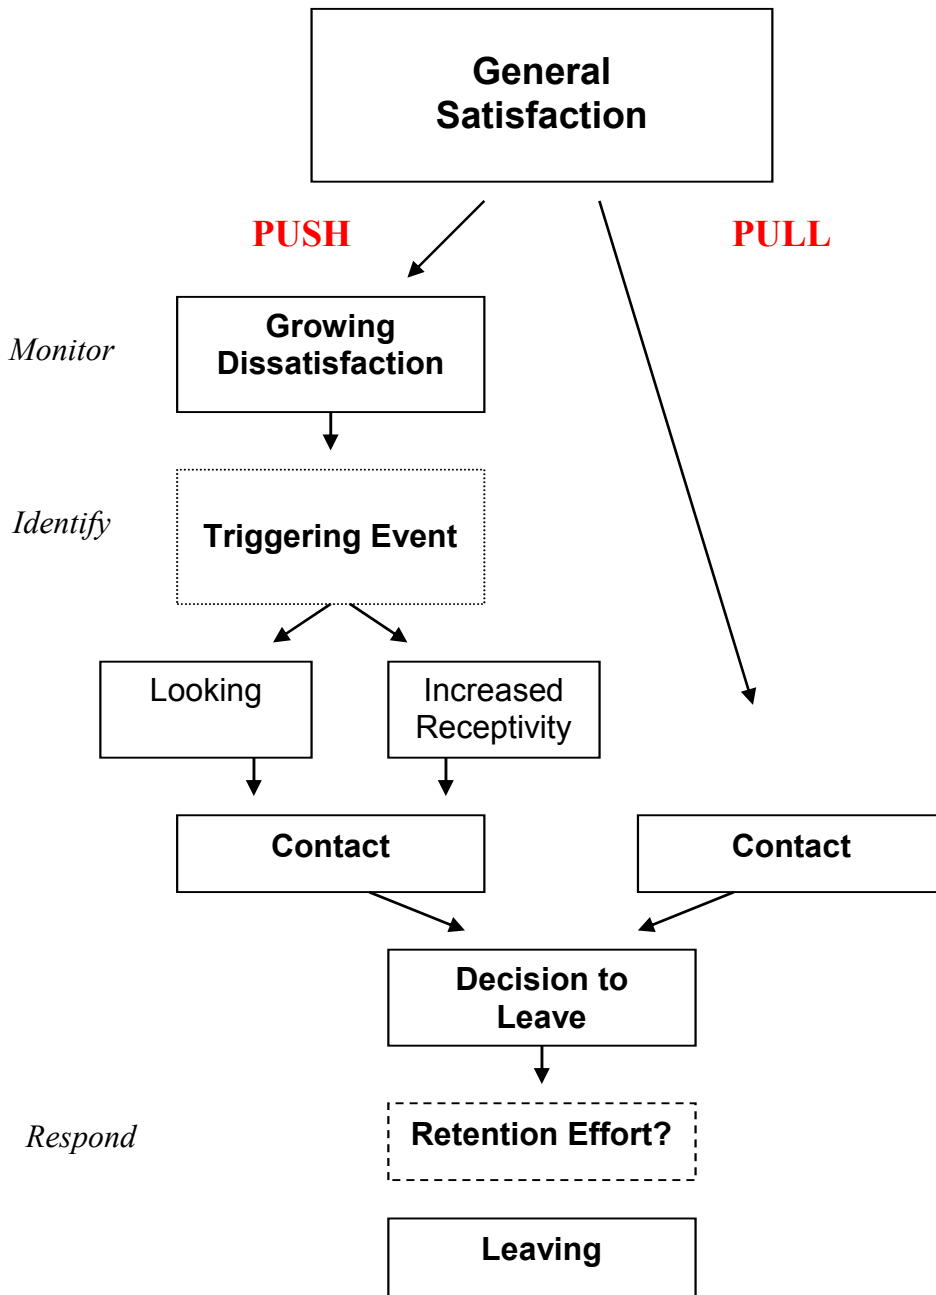 General
Satisfaction
PUSH
PULL
Monitor
Growing
Dissatisfaction
Identify
Triggering Event
Looking
Increased
Receptivity
Contact
Contact
Decision to
Leave
Respond
Retention Effort?
Leaving